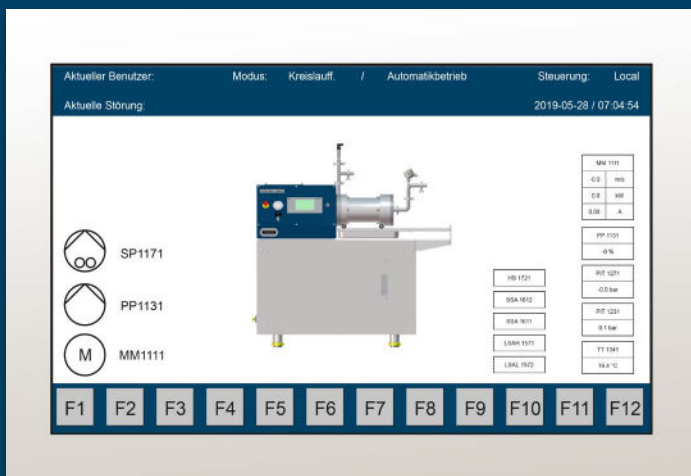 Aktueller Benutzer: Modus: Kreislauff. / Automatikbetrieb Steuerung: Local
Aktuelle Störung: 2019-05-28 / 07:04:54
SP1171
PP1131
M MM1111
HS 1721
SSA 1612
SSA 1611
LSAH 1571
LSAL 1572
MM 1111
-0.0 m/s
0.0 kW
0.00 A
PP 1131
-0 %
PIT 1271
-0.0 bar
PIT 1231
0.1 bar
TT 1341
19.4 °C
F1 F2 F3 F4 F5 F6 F7 F8 F9 F10 F11 F12